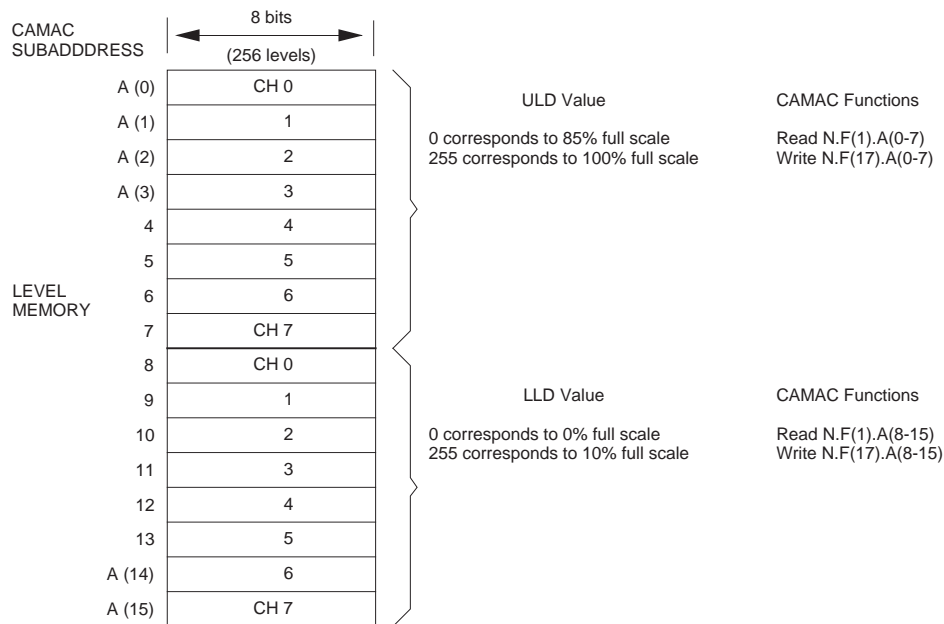 CAMAC
SUBADDDRESS
8 bits
(256 levels)
A (0) CH 0
A (1) 1
A (2) 2
A (3) 3
4 4
5 5
6 6
7 CH 7
8 CH 0
9 1
10 2
11 3
12 4
13 5
A (14) 6
A (15) CH 7
LEVEL
MEMORY
ULD Value
0 corresponds to 85% full scale
255 corresponds to 100% full scale
CAMAC Functions
Read N.F(1).A(0-7)
Write N.F(17).A(0-7)
LLD Value
0 corresponds to 0% full scale
255 corresponds to 10% full scale
CAMAC Functions
Read N.F(1).A(8-15)
Write N.F(17).A(8-15)